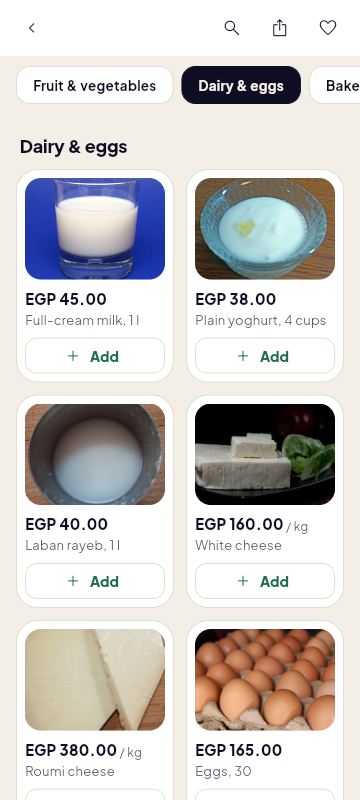 Fruit & vegetables
Dairy & eggs
Bake
Dairy & eggs
EGP 45.00
Full-cream milk, 1 l
+ Add
EGP 38.00
Plain yoghurt, 4 cups
+ Add
EGP 40.00
Laban rayeb, 1 l
+ Add
EGP 160.00 / kg
White cheese
+ Add
EGP 380.00 / kg
Roumi cheese
EGP 165.00
Eggs, 30